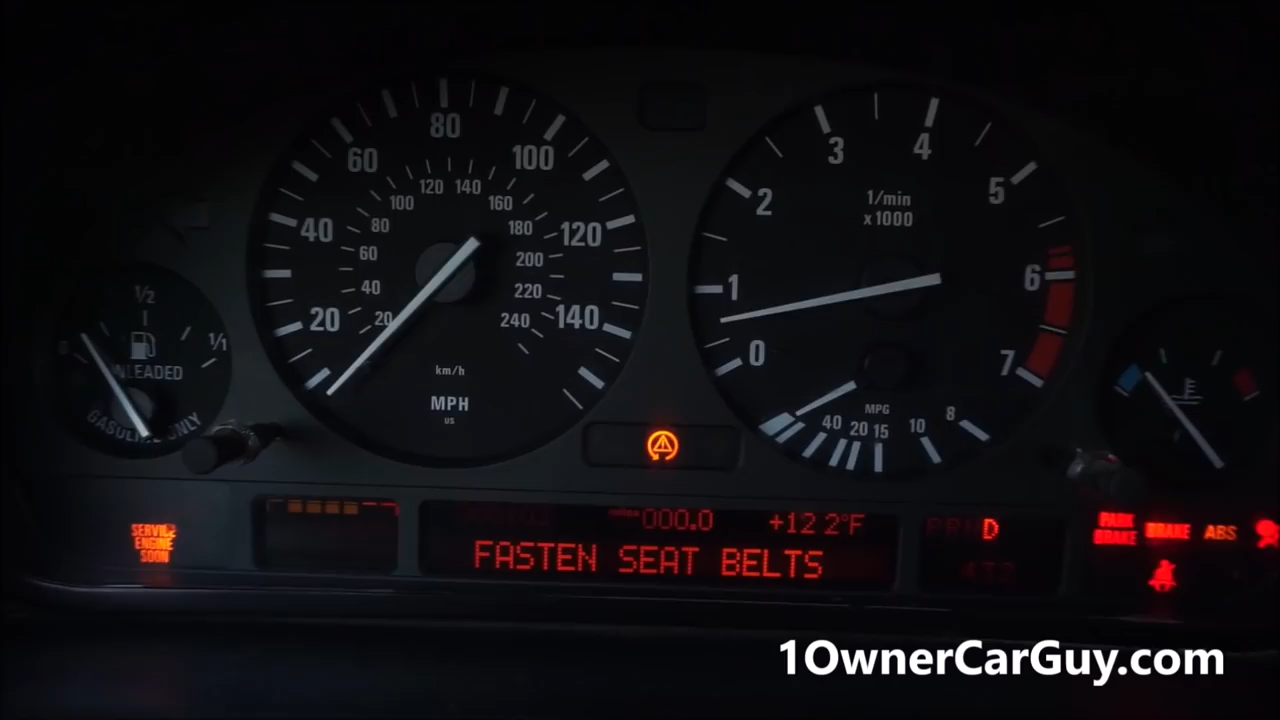 80
60
100
120 140
100
160
40
80
180
120
60
200
40
220
20
20
240
140
km/h
MPH
US
1/2
1/1
UNLEADED
GASOLINE ONLY
3
4
2
5
1/min
x 1000
1
6
0
7
MPG
40 20 15 10 8
SERVICE
ENGINE
SOON
000.0
FASTEN SEAT BELTS
P R N D
4 3 2
PARK
BRAKE
BRAKE
ABS
1OwnerCarGuy.com